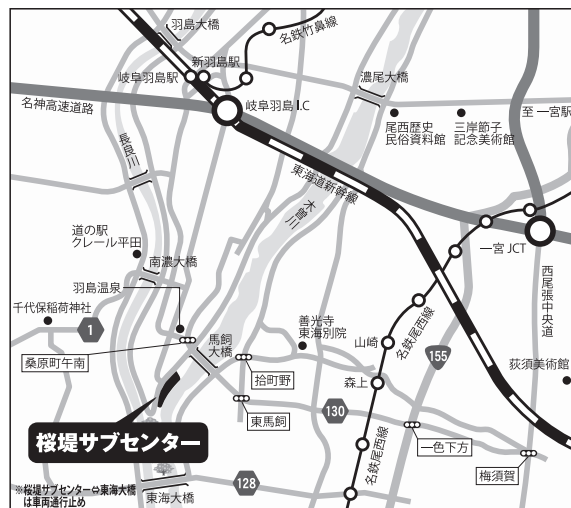 羽島大橋
名鉄竹鼻線
新羽島駅
岐阜羽島駅
濃尾大橋
名神高速道路
岐阜羽島I.C
至 一宮駅
尾西歴史
民俗資料館
三岸節子
記念美術館
長良川
東海道新幹線
木曽川
道の駅
クレール平田
南濃大橋
一宮JCT
羽島温泉
西尾張中央道
千代保稲荷神社
1
馬飼
大橋
善光寺
東海別院
山崎
名鉄尾西線
155
桑原町午南
拾町野
森上
荻須美術館
東馬飼
130
桜堤サブセンター
一色下方
名鉄尾西線
梅須賀
128
※桜堤サブセンター⇔東海大橋
は車両通行止め
東海大橋